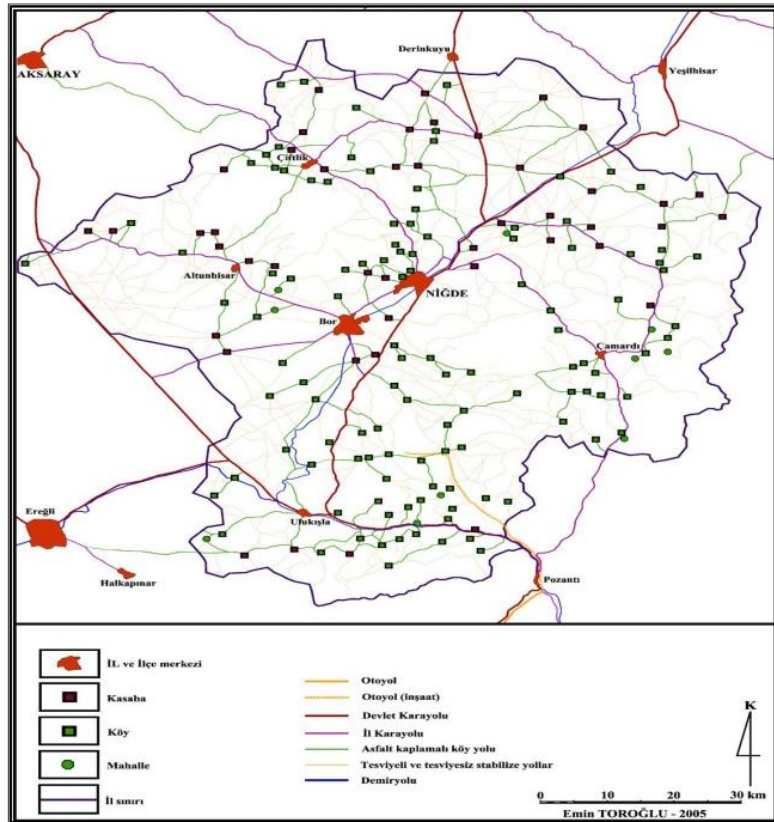 Derinkuyu
AKSARAY
Yeşilhisar
Çiftlik
Altunhisar
NİĞDE
Bor
Çamardı
Ereğli
Ulukışla
Halkapınar
Pozantı
İL ve İlçe merkezi
Kasaba
Köy
Mahalle
İl sınırı
Otoyol
Otoyol (inşaat)
Devlet Karayolu
İl Karayolu
Asfalt kaplamalı köy yolu
Tesviyeli ve tesviyesiz stabilize yollar
Demiryolu
K
0 10 20 30 km
Emin TOROĞLU - 2005